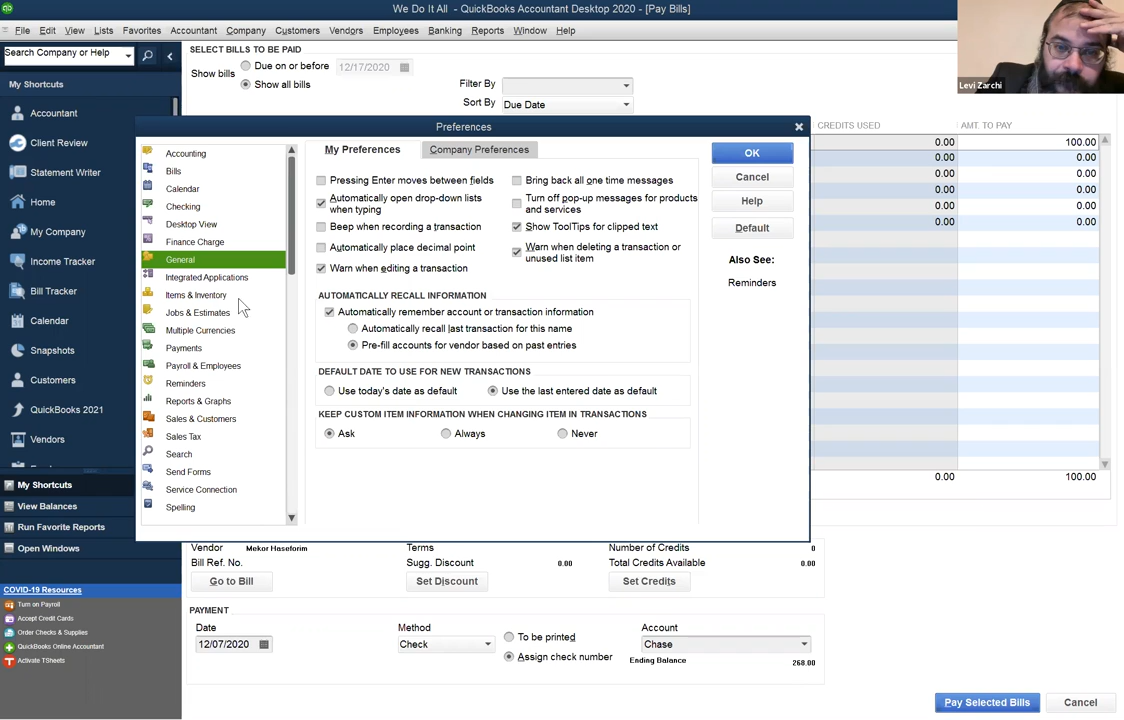 We Do It All - QuickBooks Accountant Desktop 2020 - [Pay Bills]
File Edit View Lists Favorites Accountant Company Customers Vendors Employees Banking Reports Window Help
Search Company or Help
My Shortcuts
Accountant
Client Review
Statement Writer
Home
My Company
Income Tracker
Bill Tracker
Calendar
Snapshots
Customers
QuickBooks 2021
Vendors
My Shortcuts
View Balances
Run Favorite Reports
Open Windows
COVID-19 Resources
Turn on Payroll
Accept Credit Cards
Order Checks & Supplies
QuickBooks Online Accountant
Activate TSheets
SELECT BILLS TO BE PAID
Show bills
Due on or before 12/17/2020
Show all bills
Filter By
Sort By Due Date
Levi Zarchi
CREDITS USED AMT. TO PAY
0.00 100.00
0.00 0.00
0.00 0.00
0.00 0.00
0.00 0.00
0.00 100.00
Preferences
Accounting
Bills
Calendar
Checking
Desktop View
Finance Charge
General
Integrated Applications
Items & Inventory
Jobs & Estimates
Multiple Currencies
Payments
Payroll & Employees
Reminders
Reports & Graphs
Sales & Customers
Sales Tax
Search
Send Forms
Service Connection
Spelling
My Preferences Company Preferences
Pressing Enter moves between fields
Automatically open drop-down lists
when typing
Beep when recording a transaction
Automatically place decimal point
Warn when editing a transaction
Bring back all one time messages
Turn off pop-up messages for products
and services
Show ToolTips for clipped text
Warn when deleting a transaction or
unused list item
AUTOMATICALLY RECALL INFORMATION
Automatically remember account or transaction information
Automatically recall last transaction for this name
Pre-fill accounts for vendor based on past entries
DEFAULT DATE TO USE FOR NEW TRANSACTIONS
Use today's date as default Use the last entered date as default
KEEP CUSTOM ITEM INFORMATION WHEN CHANGING ITEM IN TRANSACTIONS
Ask Always Never
OK
Cancel
Help
Default
Also See:
Reminders
Vendor Mekor Haseforim
Bill Ref. No.
Go to Bill
Terms
Sugg. Discount 0.00
Set Discount
Number of Credits 0
Total Credits Available 0.00
Set Credits
PAYMENT
Date
12/07/2020
Method
Check
To be printed
Assign check number
Account
Chase
Ending Balance 268.00
Pay Selected Bills Cancel